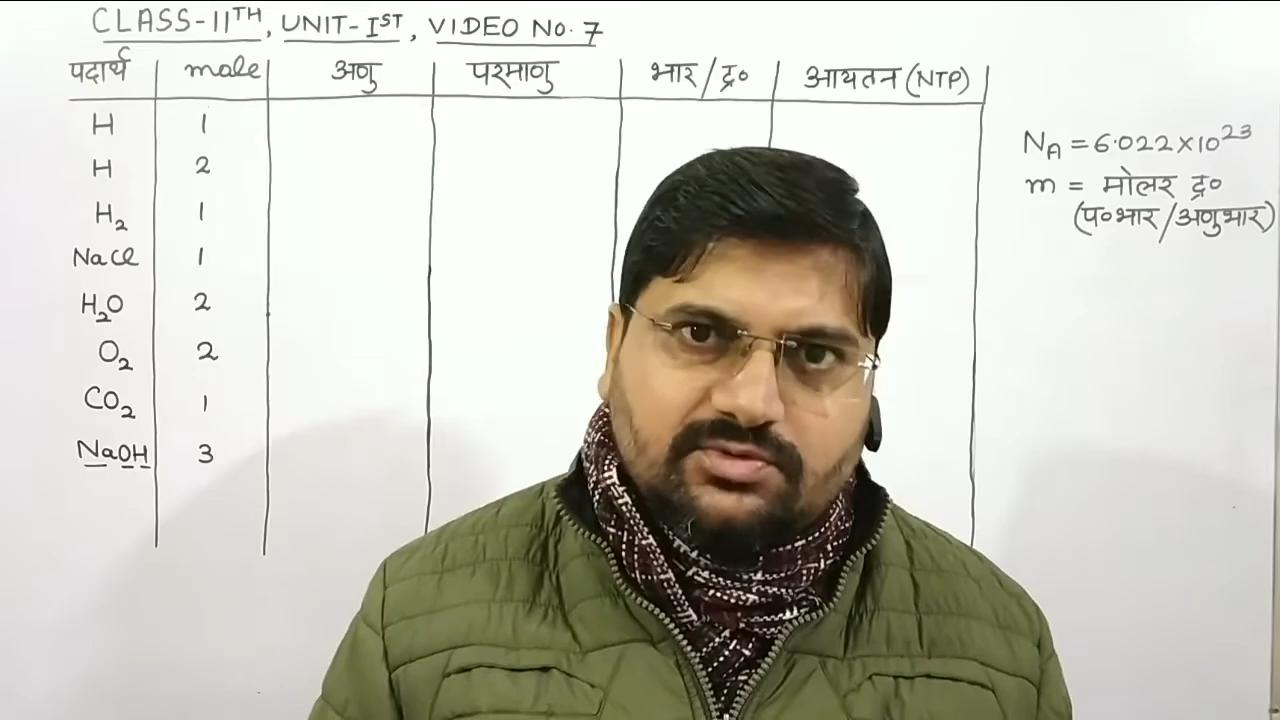 CLASS-11TH, UNIT-IST, VIDEO No. 7
पदार्थ mole अणु परमाणु भार/द्र० आयतन (NTP)
H 1
H 2
H2 1
NaCl 1
H2O 2
O2 2
CO2 1
NaOH 3
NA = 6.022×10^23
m = मोलर द्र०
(प०भार/अणुभार)